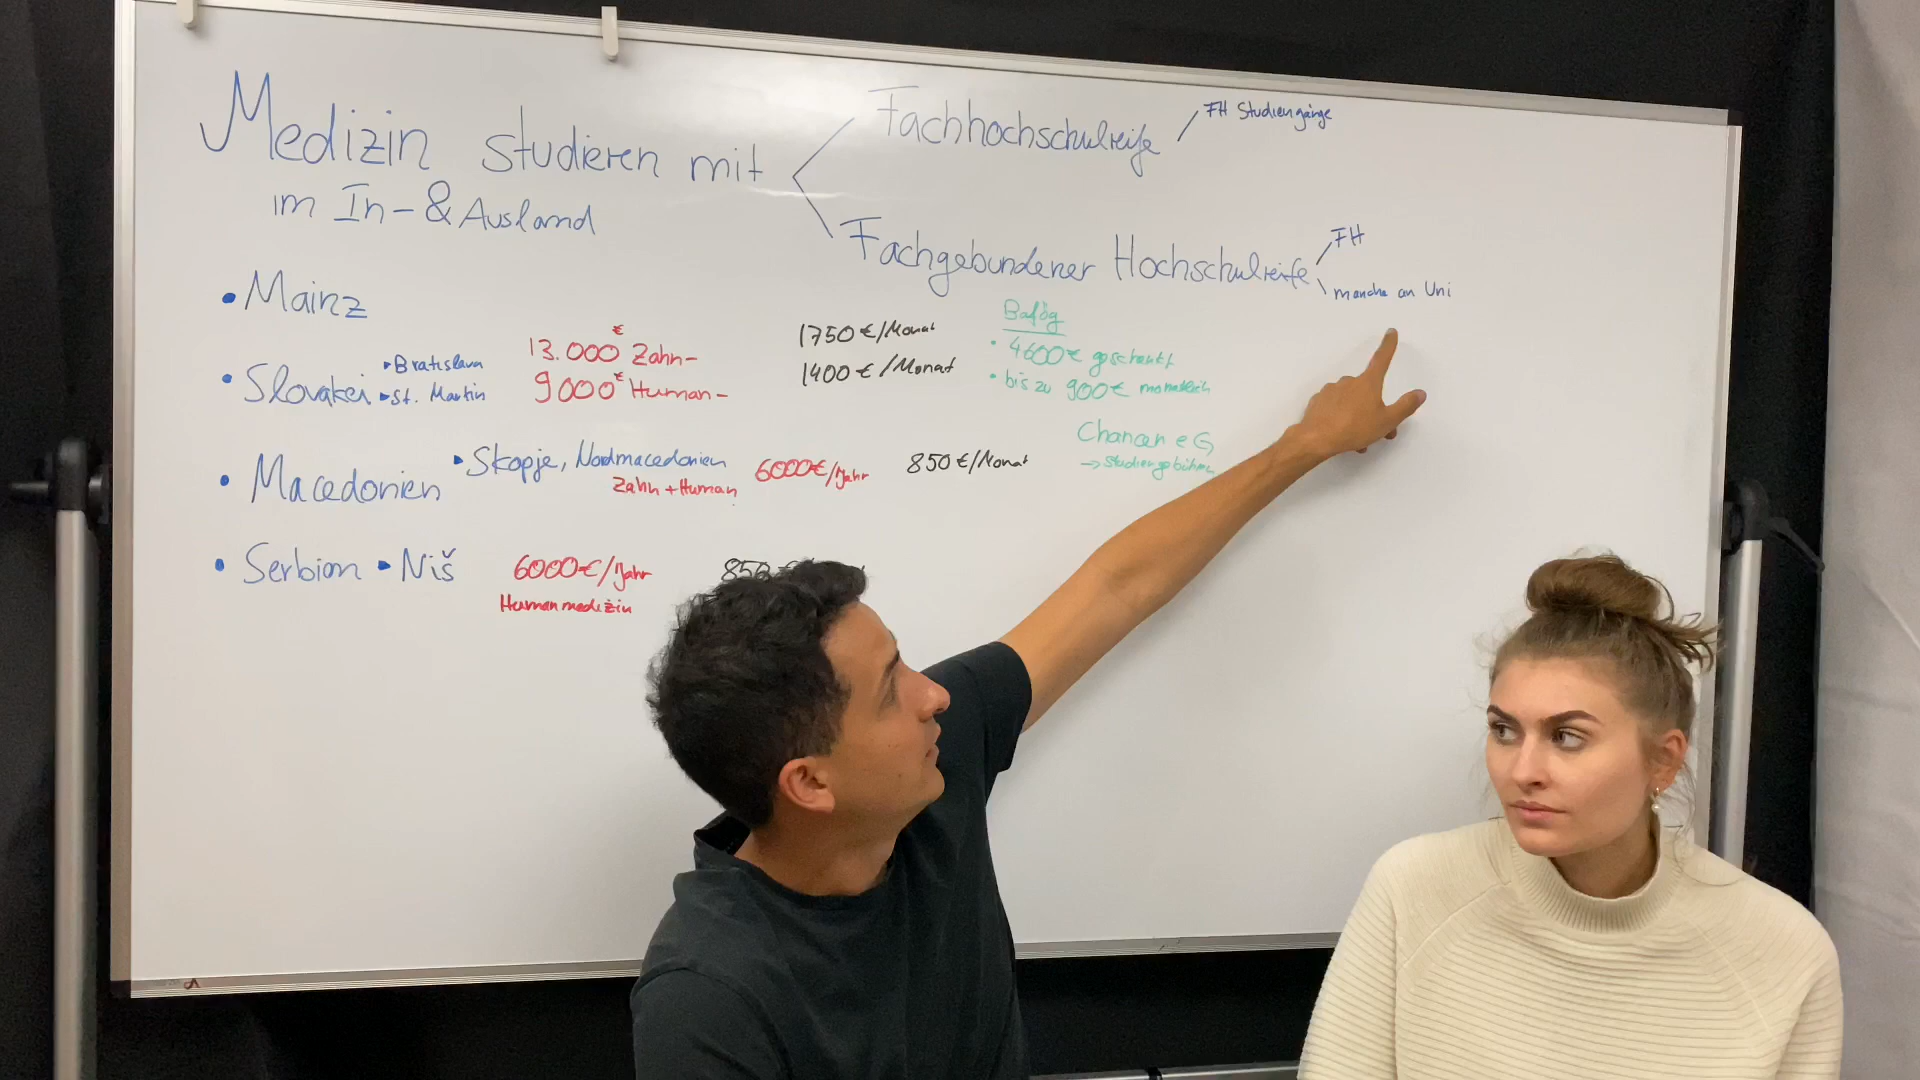 Medizin studieren mit
im In- & Ausland
Fachhochschulreife
FH Studiengänge
Fachgebundener Hochschulreife
FH
manche an Uni
• Mainz
• Slovakei
▸ Bratislava
▸ St. Martin
13.000€ Zahn-
9000€ Human-
1750€/Monat
1400€/Monat
Bafög
• 4600€ geschenkt
• bis zu 900€ monatlich
• Macedonien
▸ Skopje, Nordmacedonien
Zahn + Human
6000€/Jahr
850€/Monat
Chancen eG
→ Studiengebühren
• Serbien ▸ Niš
6000€/Jahr
Humanmedizin
850